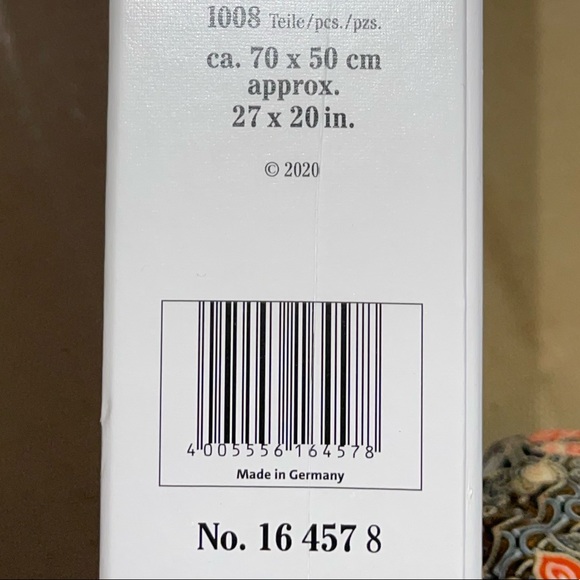 1008 Teile/pcs./pzs.
ca. 70 x 50 cm
approx.
27 x 20 in.
© 2020
4 005556 164578
Made in Germany
No. 16 457 8